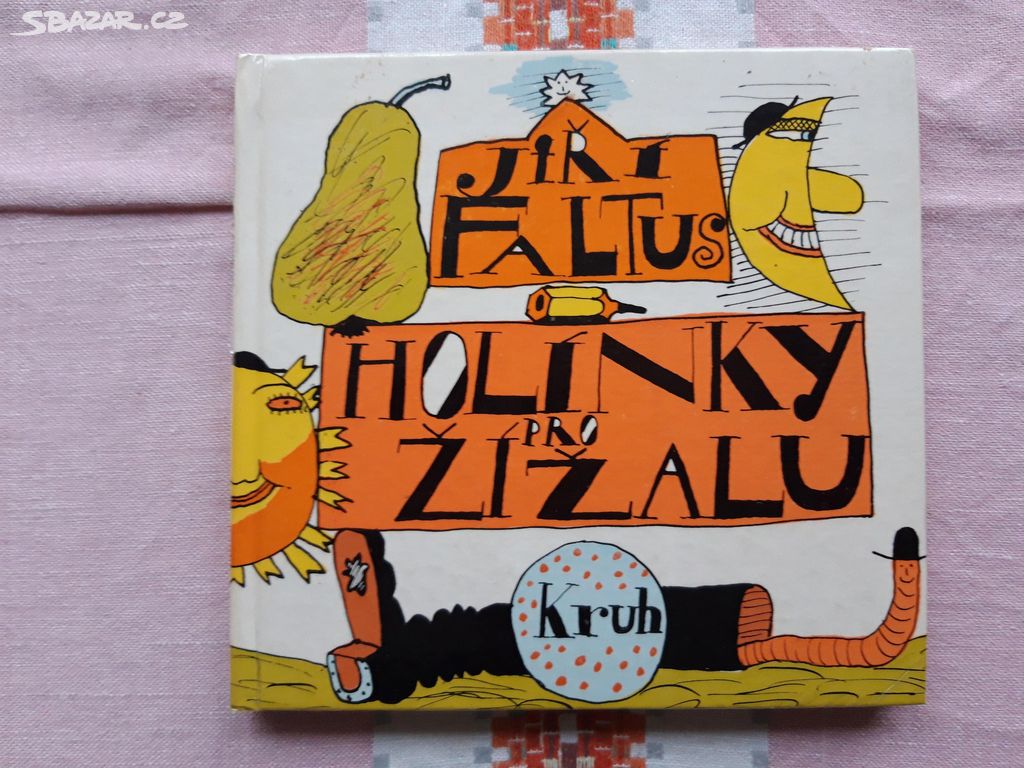 SBAZAR.CZ
JIŘÍ
FALTUS
HOLÍNKY
PRO
ŽÍŽALU
Kruh